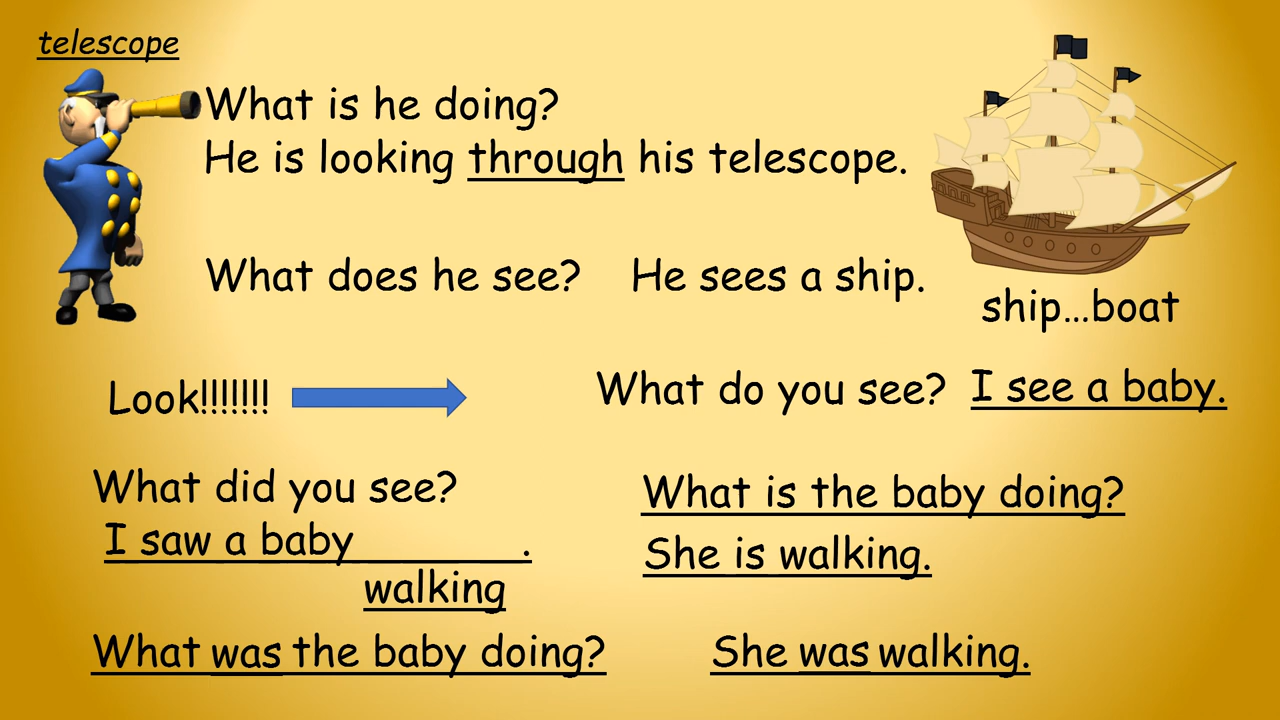 telescope
What is he doing?
He is looking through his telescope.
What does he see? He sees a ship.
ship...boat
Look!!!!!!!
What do you see? I see a baby.
What did you see?
I saw a baby________.
walking
What is the baby doing?
She is walking.
What was the baby doing?
She was walking.